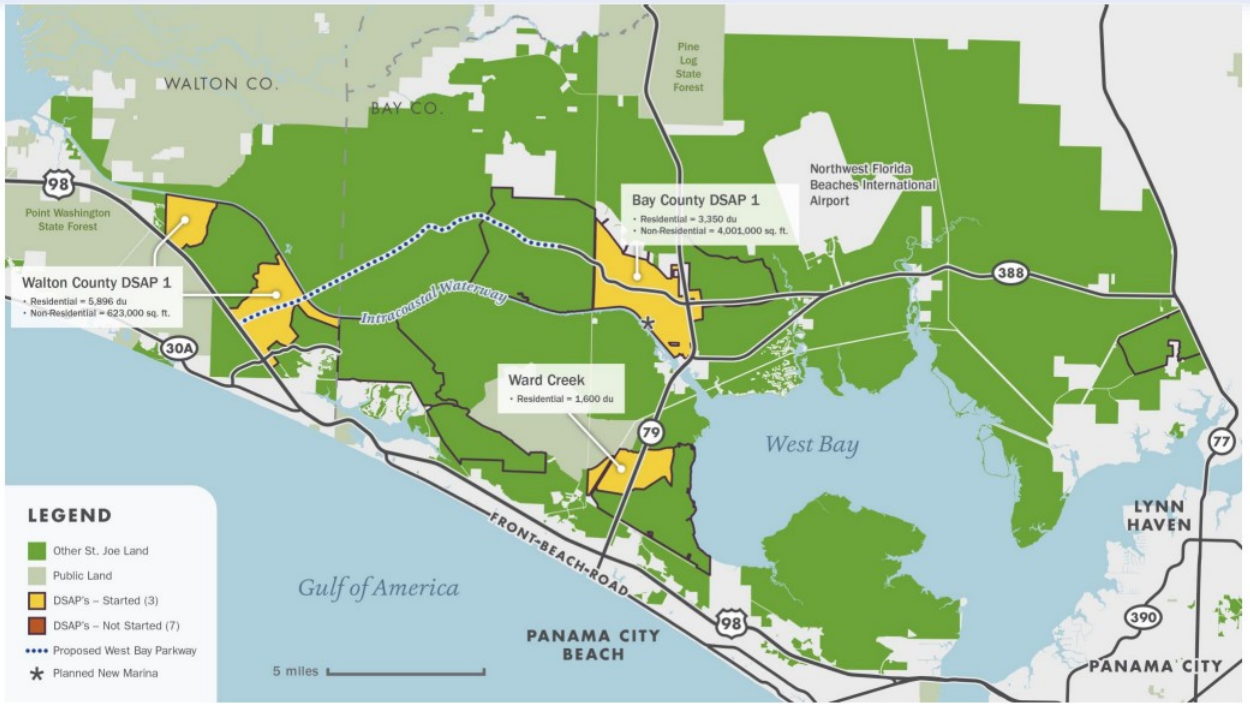 WALTON CO.
BAY CO.
Pine
Log
State
Forest
98
Point Washington
State Forest
Northwest Florida
Beaches International
Airport
Bay County DSAP 1
• Residential = 3,350 du
• Non-Residential = 4,001,000 sq. ft.
388
Walton County DSAP 1
• Residential = 5,896 du
• Non-Residential = 623,000 sq. ft.
Intracoastal Waterway
30A
Ward Creek
• Residential = 1,600 du
79
West Bay
77
LYNN
HAVEN
FRONT-BEACH-ROAD
Gulf of America
PANAMA CITY
BEACH
98
390
PANAMA CITY
5 miles
LEGEND
Other St. Joe Land
Public Land
DSAP's – Started (3)
DSAP's – Not Started (7)
Proposed West Bay Parkway
Planned New Marina